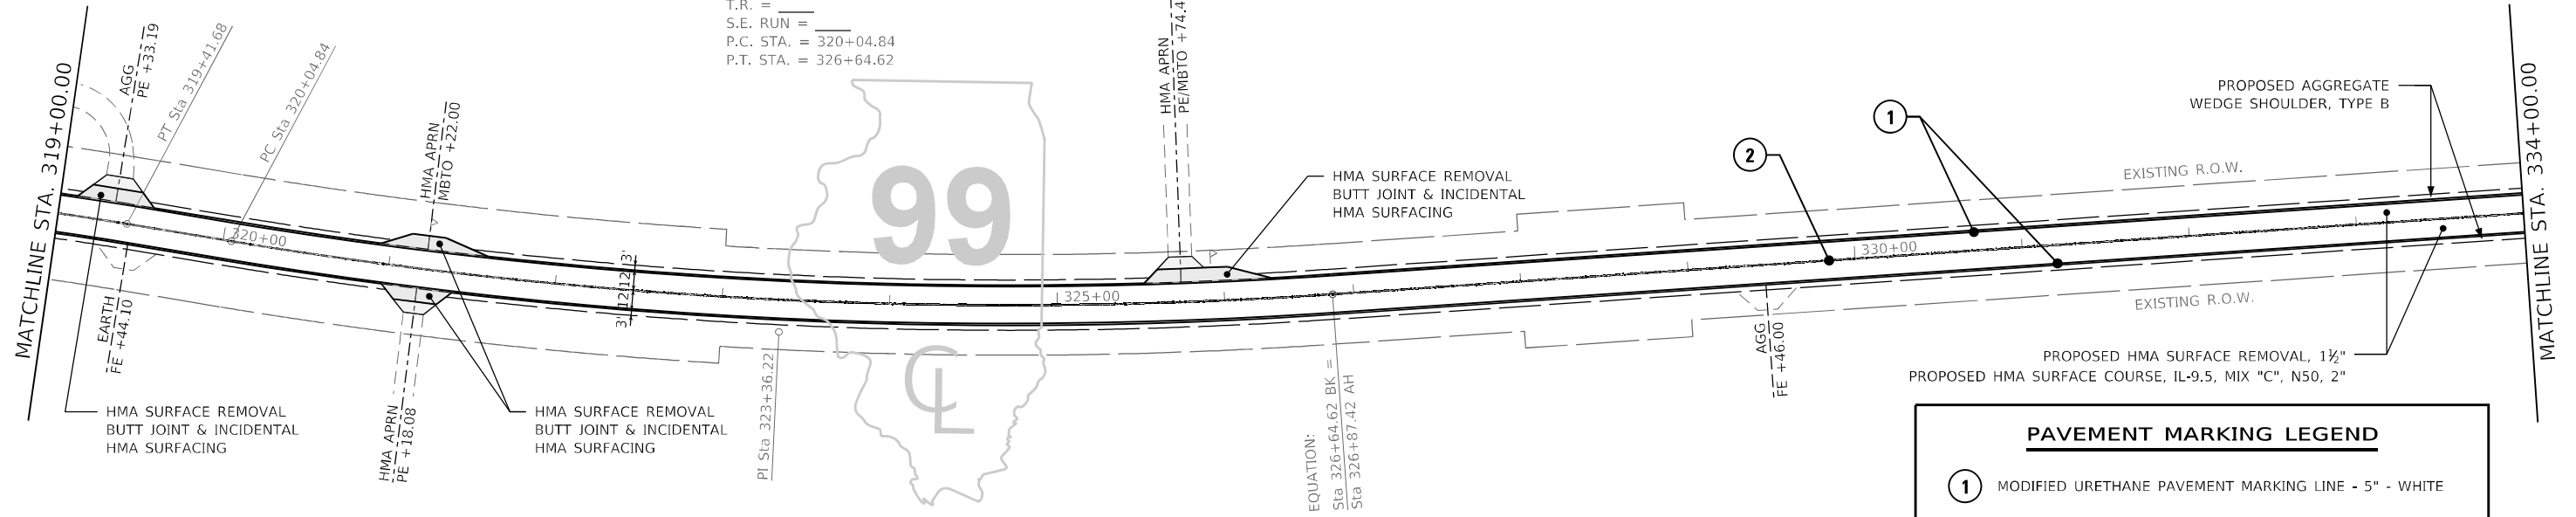 T.R. =
S.E. RUN =
P.C. STA. = 320+04.84
P.T. STA. = 326+64.62
MATCHLINE STA. 319+00.00
AGG
PE +33.19
PT Sta 319+41.68
PC Sta 320+04.84
HMA APRN
MBTO +22.00
HMA APRN
PE/MBTO +74.4
99
HMA SURFACE REMOVAL
BUTT JOINT & INCIDENTAL
HMA SURFACING
2
1
EXISTING R.O.W.
PROPOSED AGGREGATE
WEDGE SHOULDER, TYPE B
MATCHLINE STA. 334+00.00
320+00
3' 12' 12' 3'
325+00
330+00
EXISTING R.O.W.
EARTH
FE +44.10
HMA SURFACE REMOVAL
BUTT JOINT & INCIDENTAL
HMA SURFACING
HMA APRN
PE +18.08
HMA SURFACE REMOVAL
BUTT JOINT & INCIDENTAL
HMA SURFACING
PI Sta 323+36.22
CL
EQUATION:
Sta 326+64.62 BK =
Sta 326+87.42 AH
AGG
FE +46.00
PROPOSED HMA SURFACE REMOVAL, 1½"
PROPOSED HMA SURFACE COURSE, IL-9.5, MIX "C", N50, 2"
PAVEMENT MARKING LEGEND
1 MODIFIED URETHANE PAVEMENT MARKING LINE - 5" - WHITE